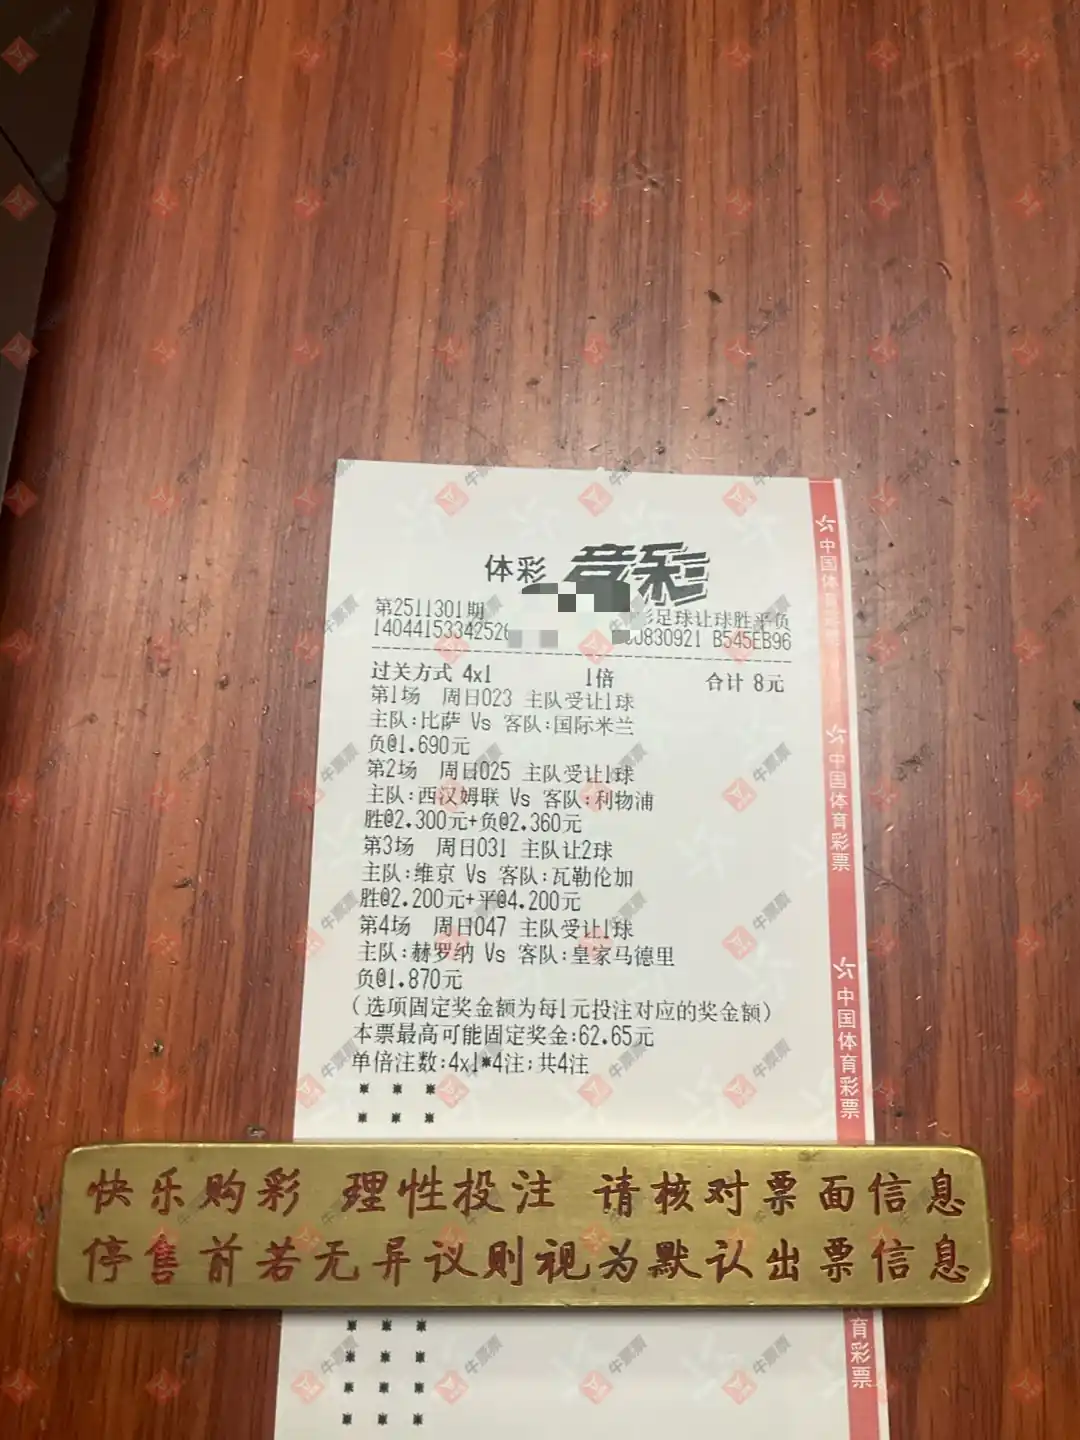 体彩 竞彩
第2511301期 彩足球让球胜平负
14044153342526 00830921 B545EB96
过关方式 4x1 1倍 合计 8元
第1场 周日023 主队受让1球
主队:比萨 Vs 客队:国际米兰
负@1.690元
第2场 周日025 主队受让1球
主队:西汉姆联 Vs 客队:利物浦
胜@2.300元+负@2.360元
第3场 周日031 主队让2球
主队:维京 Vs 客队:瓦勒伦加
胜@2.200元+平@4.200元
第4场 周日047 主队受让1球
主队:赫罗纳 Vs 客队:皇家马德里
负@1.870元
(选项固定奖金额为每1元投注对应的奖金额)
本票最高可能固定奖金:62.65元
单倍注数:4x1*4注;共4注
* * *
* * *
快乐购彩 理性投注 请核对票面信息
停售前若无异议则视为默认出票信息
* * *
* * *
* * *
* * *
中国体育彩票
中国体育彩票
中国体育彩票
育彩票
牛票票